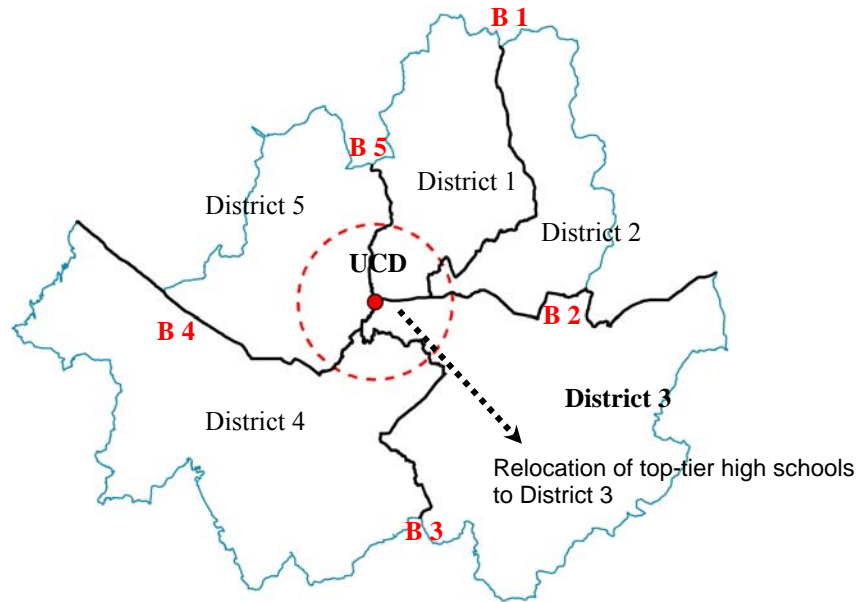 B 1
B 5
District 1
District 5
District 2
UCD
B 2
B 4
District 3
District 4
Relocation of top-tier high schools
to District 3
B 3